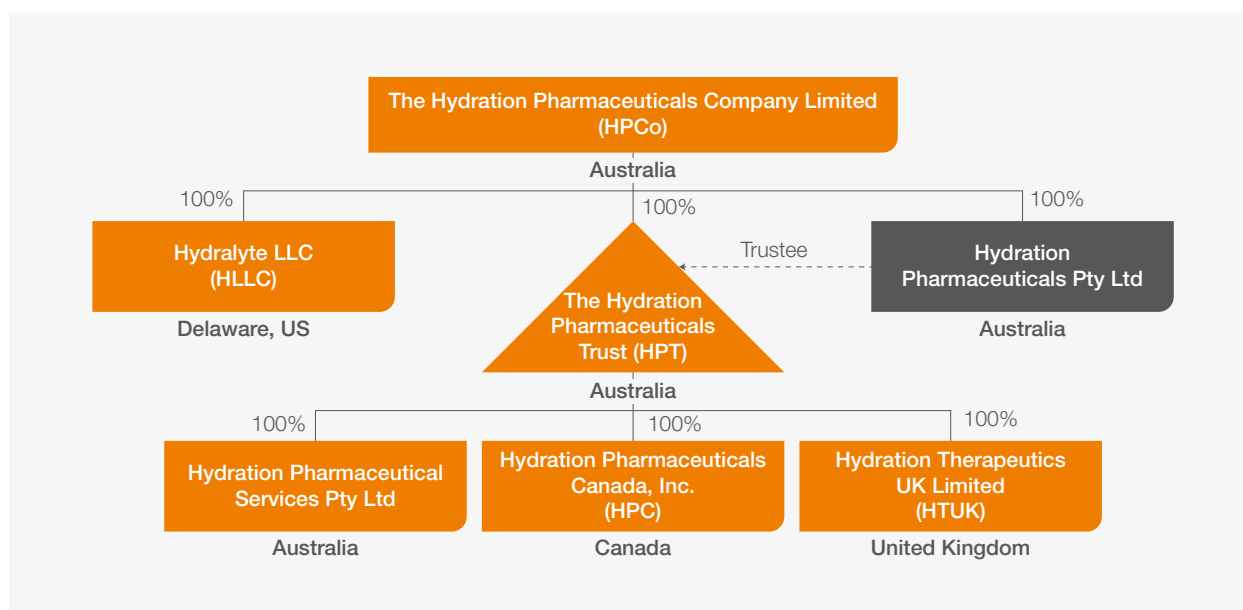 The Hydration Pharmaceuticals Company Limited
(HPCo)
Australia
100%
100%
100%
Hydralyte LLC
(HLLC)
Delaware, US
The Hydration
Pharmaceuticals
Trust (HPT)
Australia
Trustee
Hydration
Pharmaceuticals Pty Ltd
Australia
100%
100%
100%
Hydration Pharmaceutical
Services Pty Ltd
Australia
Hydration Pharmaceuticals
Canada, Inc.
(HPC)
Canada
Hydration Therapeutics
UK Limited
(HTUK)
United Kingdom